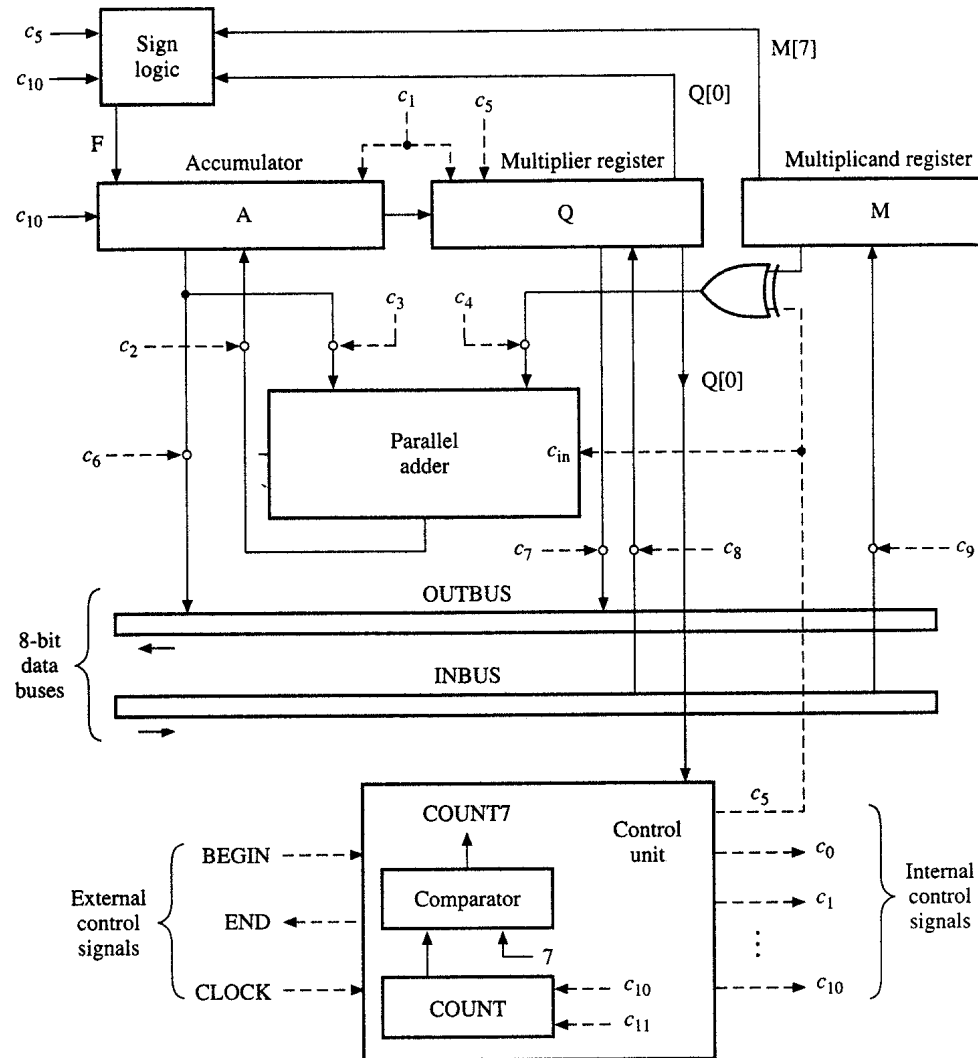 c5
Sign
logic
M[7]
c10
Q[0]
c1
c5
F
Accumulator
Multiplier register
Multiplicand register
c10
A
Q
M
c3
c4
c2
Q[0]
Parallel
adder
cin
c6
c7
c8
c9
OUTBUS
8-bit
data
buses
INBUS
c5
COUNT7
Control
unit
BEGIN
c0
External
control
signals
Comparator
Internal
control
signals
c1
END
7
⋮
CLOCK
COUNT
c10
c11
c10